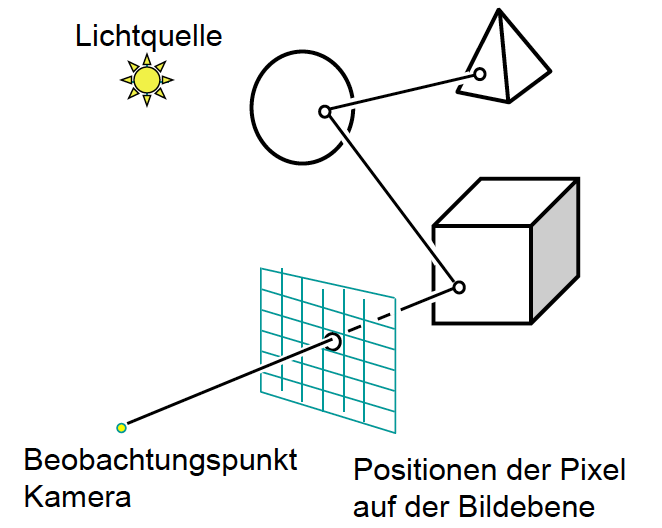 Lichtquelle
Beobachtungspunkt
Kamera
Positionen der Pixel
auf der Bildebene